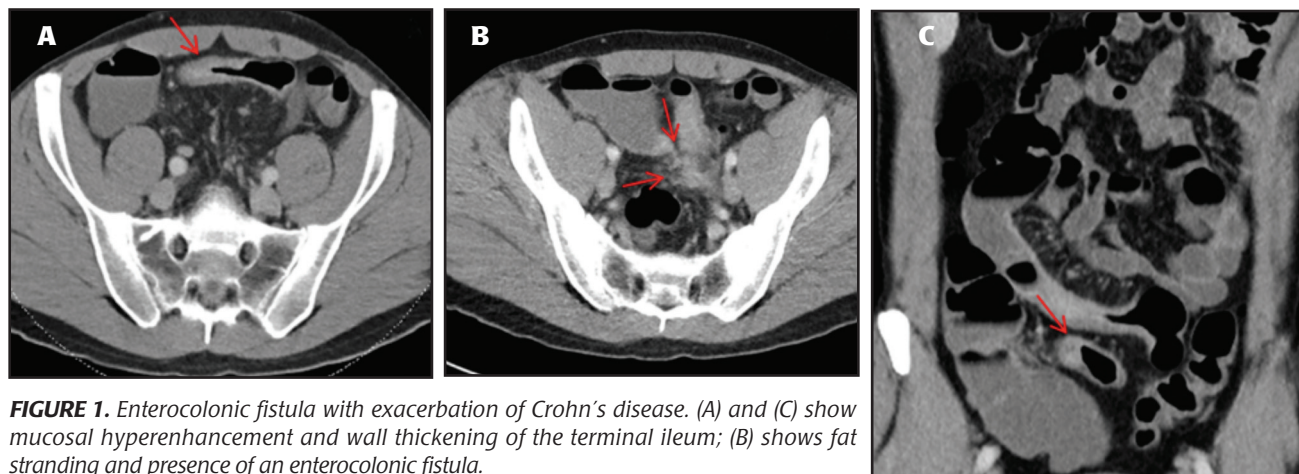 A
B
C
FIGURE 1. Enterocolonic fistula with exacerbation of Crohn´s disease. (A) and (C) show
mucosal hyperenhancement and wall thickening of the terminal ileum; (B) shows fat
stranding and presence of an enterocolonic fistula.